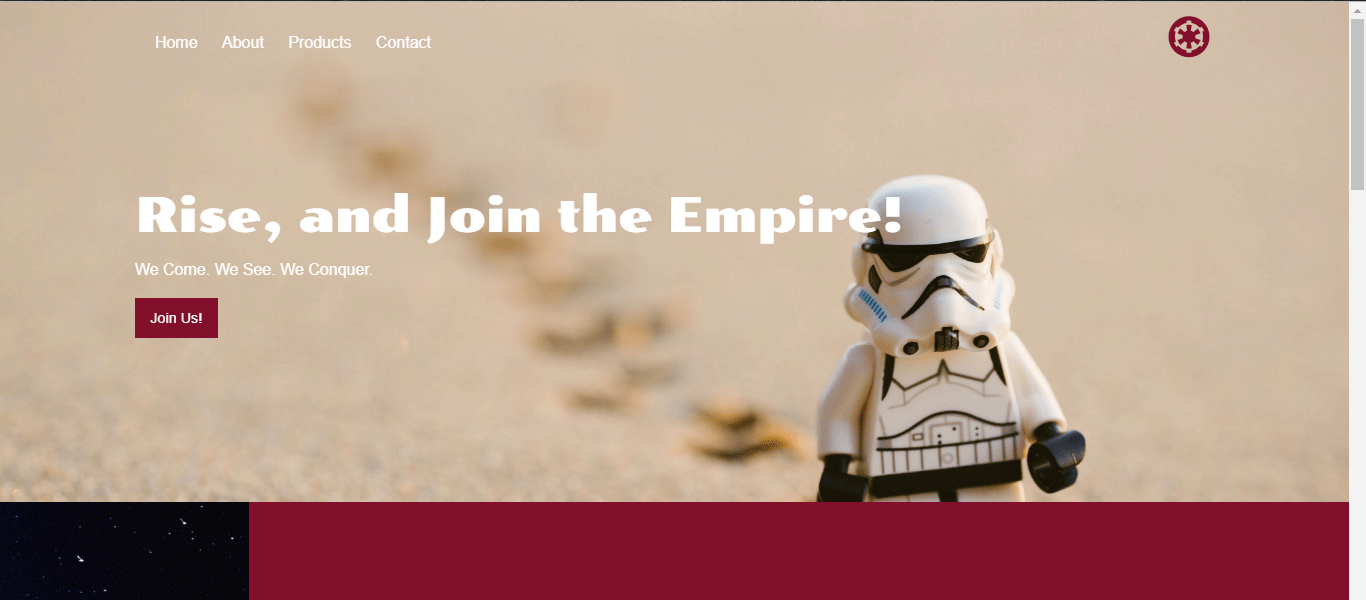 Home About Products Contact
Rise, and Join the Empire!
We Come. We See. We Conquer.
Join Us!